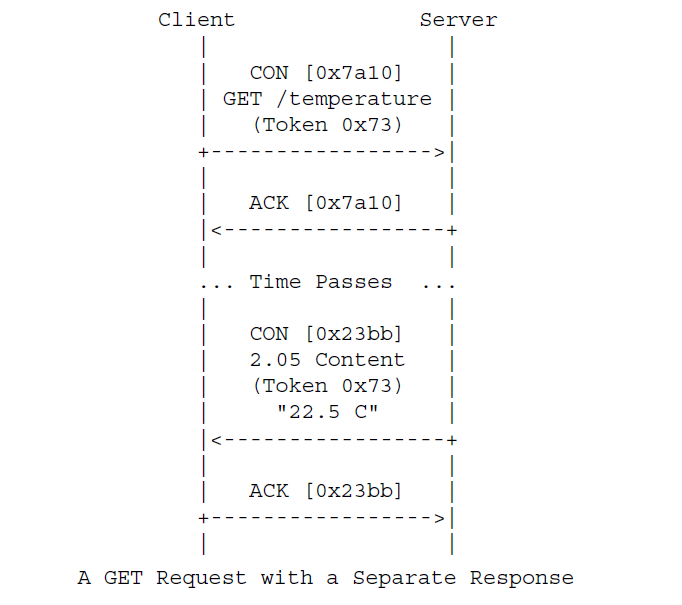 Client Server
CON [0x7a10]
GET /temperature
(Token 0x73)
+----------------->
ACK [0x7a10]
<-----------------+
... Time Passes ...
CON [0x23bb]
2.05 Content
(Token 0x73)
"22.5 C"
<-----------------+
ACK [0x23bb]
+----------------->
A GET Request with a Separate Response